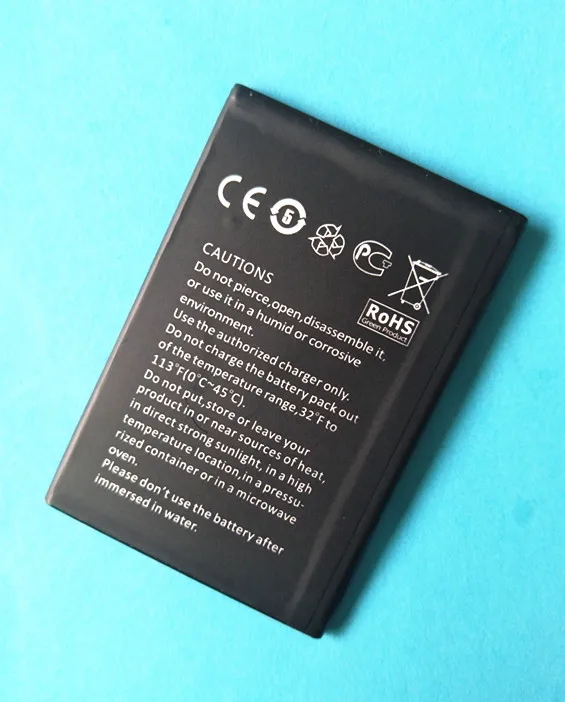 CE 5 PC
RoHS
Green Product
CAUTIONS
Do not pierce,open,disassemble it,
or use it in a humid or corrosive
environment.
Use the authorized charger only.
Do not charge the battery pack out
of the temperature range,32°F to
113°F(0°C~45°C).
Do not put,store or leave your
product in or near sources of heat,
in direct strong sunlight,in a high
temperature location,in a pressu-
rized container or in a microwave
oven.
Please don't use the battery after
immersed in water.